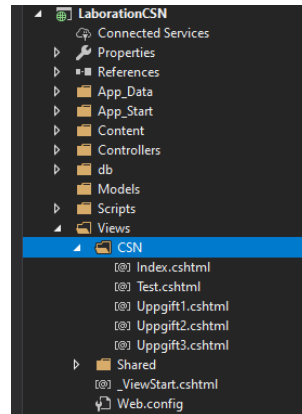 LaborationCSN
Connected Services
Properties
References
App_Data
App_Start
Content
Controllers
db
Models
Scripts
Views
CSN
Index.cshtml
Test.cshtml
Uppgift1.cshtml
Uppgift2.cshtml
Uppgift3.cshtml
Shared
_ViewStart.cshtml
Web.config